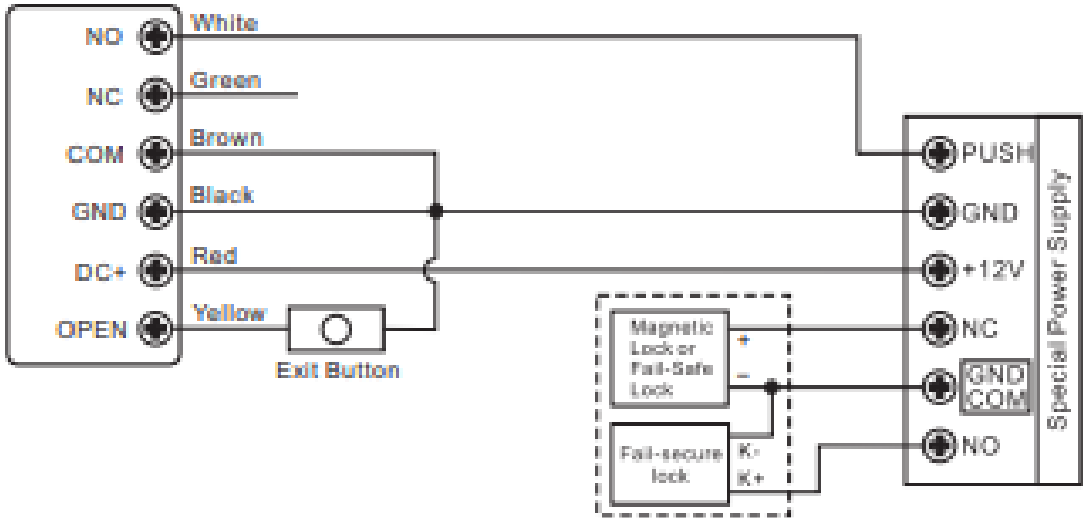 NO
White
NC
Green
COM
Brown
GND
Black
DC+
Red
OPEN
Yellow
Exit Button
PUSH
GND
+12V
NC
GND
COM
NO
Special Power Supply
Magnetic
Lock or
Fail-Safe
Lock
+
–
Fail-secure
lock
K-
K+